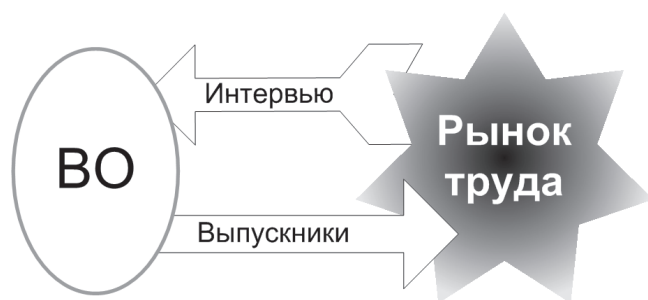 Интервью
ВО
Рынок
труда
Выпускники